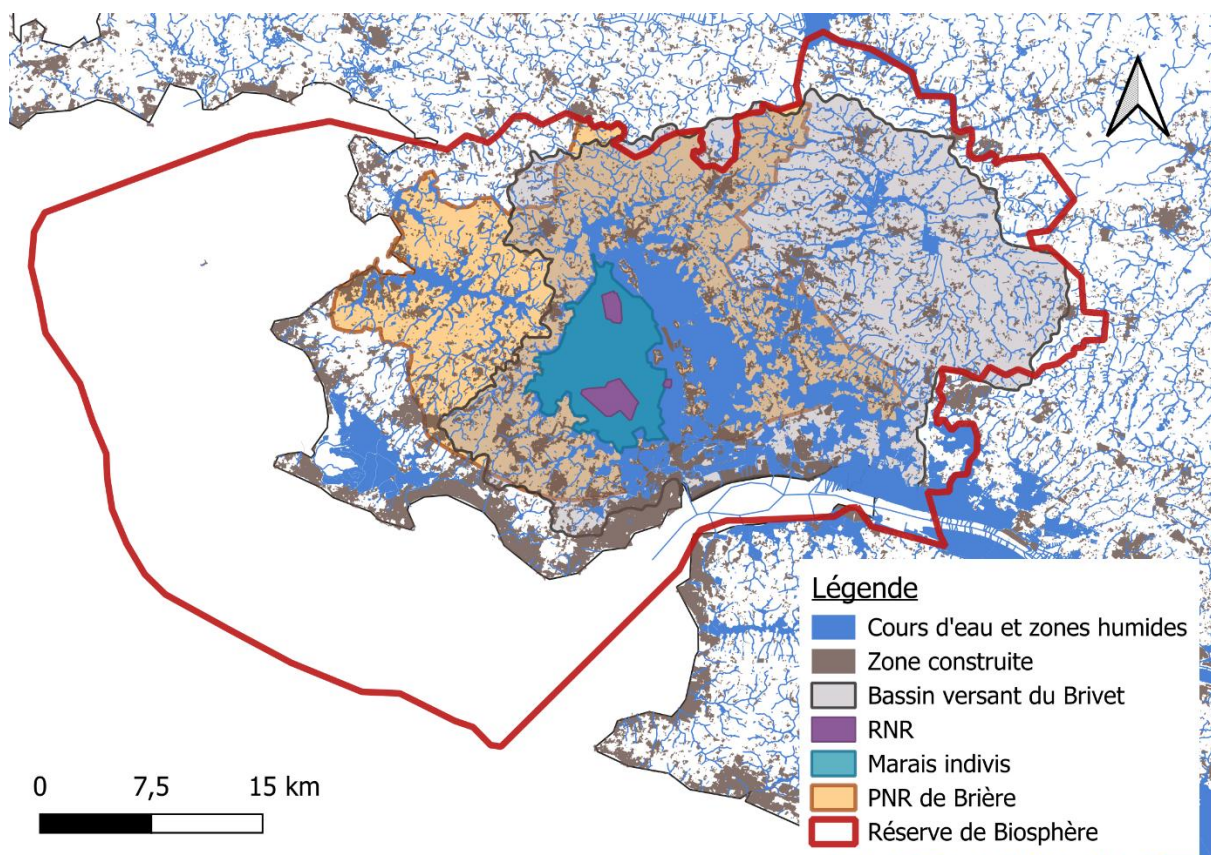 Légende
Cours d'eau et zones humides
Zone construite
Bassin versant du Brivet
RNR
Marais indivis
PNR de Brière
Réserve de Biosphère
0 7,5 15 km